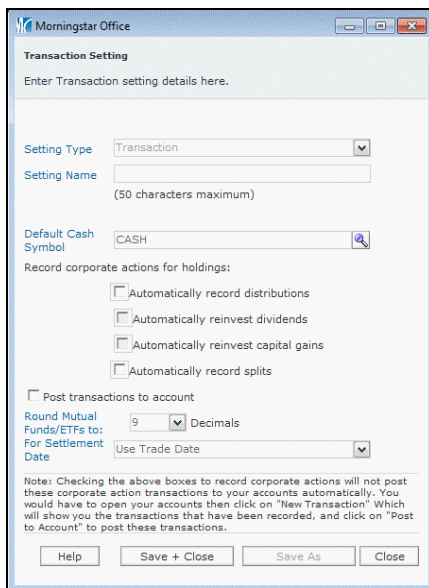 Morningstar Office
Transaction Setting
Enter Transaction setting details here.
Setting Type
Transaction
Setting Name
(50 characters maximum)
Default Cash
Symbol
CASH
Record corporate actions for holdings:
Automatically record distributions
Automatically reinvest dividends
Automatically reinvest capital gains
Automatically record splits
Post transactions to account
Round Mutual
Funds/ETFs to:
9
Decimals
For Settlement
Date
Use Trade Date
Note: Checking the above boxes to record corporate actions will not post
these corporate action transactions to your accounts automatically. You
would have to open your accounts then click on "New Transaction" Which
will show you the transactions that have been recorded, and click on "Post
to Account" to post these transactions.
Help
Save + Close
Save As
Close